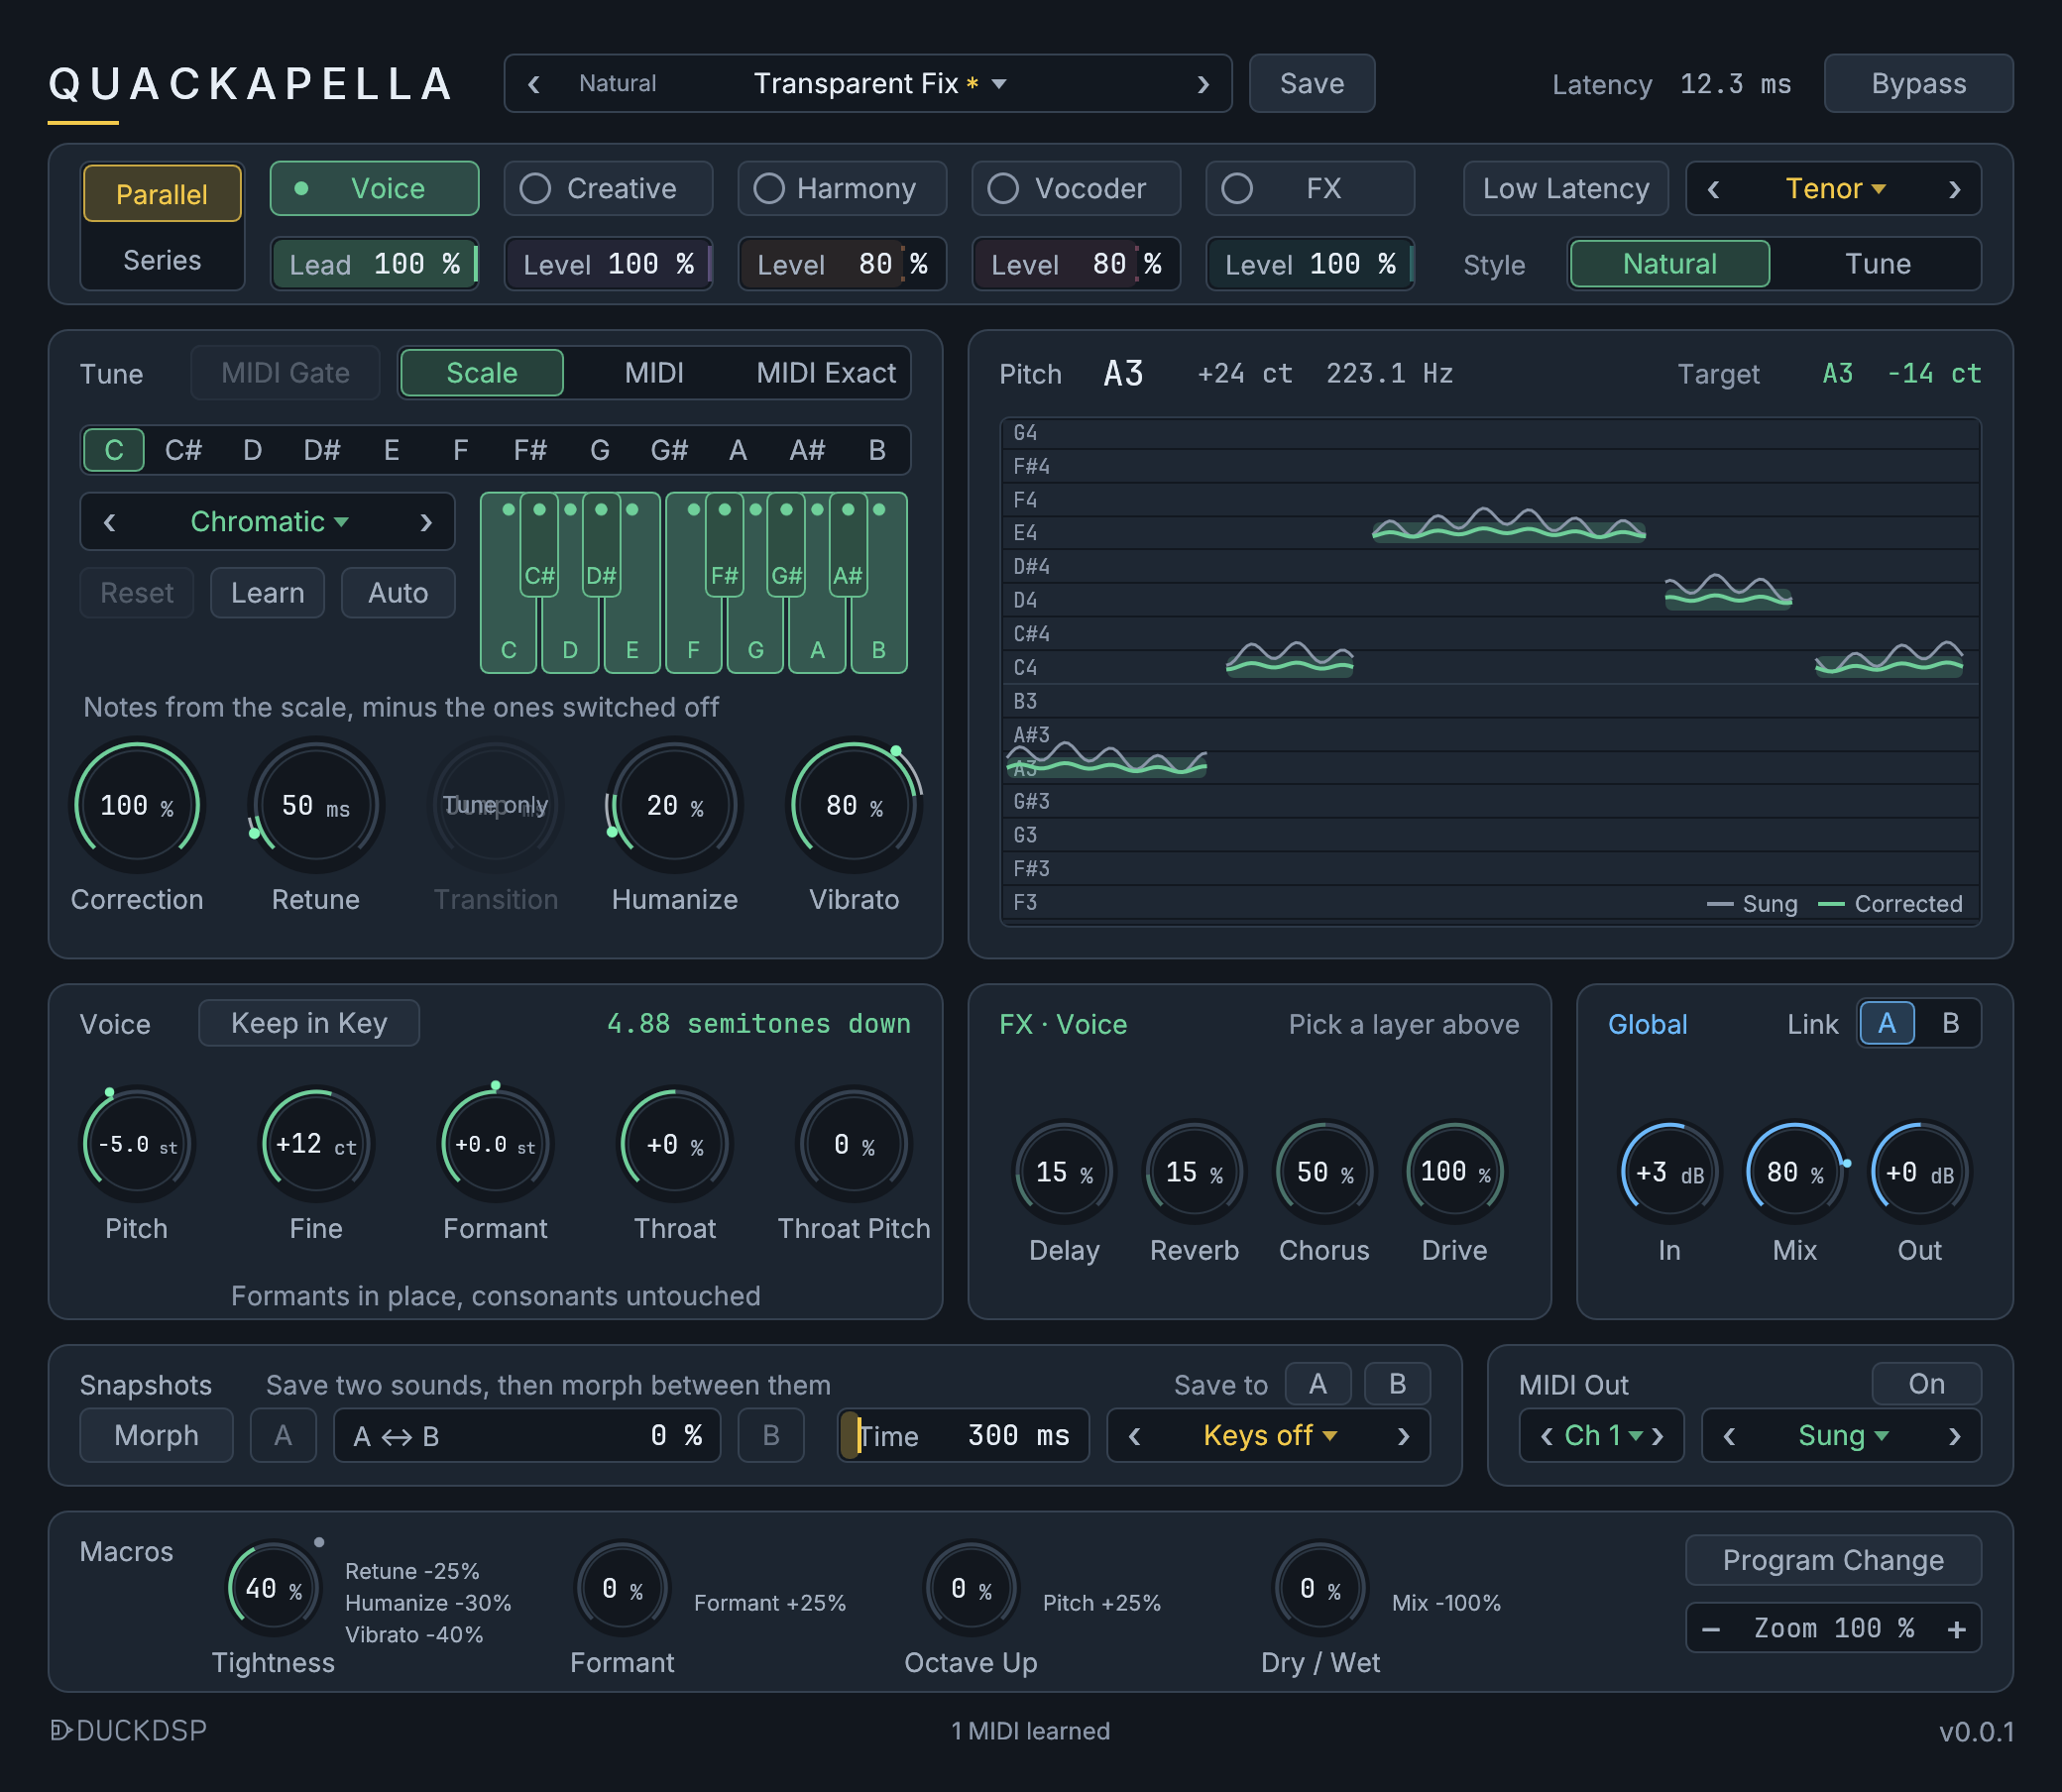 QUACKAPELLA
‹ Natural Transparent Fix * ›
Save
Latency 12.3 ms
Bypass
Parallel
Voice
Creative
Harmony
Vocoder
FX
Low Latency
‹ Tenor ›
Series
Lead 100 %
Level 100 %
Level 80 %
Level 80 %
Level 100 %
Style
Natural
Tune
Tune
MIDI Gate
Scale
MIDI
MIDI Exact
C C# D D# E F F# G G# A A# B
‹ Chromatic ›
Reset
Learn
Auto
C# D# F# G# A#
C D E F G A B
Notes from the scale, minus the ones switched off
100 %
50 ms
Tune only
20 %
80 %
Correction
Retune
Transition
Humanize
Vibrato
Pitch A3 +24 ct 223.1 Hz
Target A3 -14 ct
G4
F#4
F4
E4
D#4
D4
C#4
C4
B3
A#3
A3
G#3
G3
F#3
F3
Sung
Corrected
Voice
Keep in Key
4.88 semitones down
-5.0 st
+12 ct
+0.0 st
+0 %
0 %
Pitch
Fine
Formant
Throat
Throat Pitch
Formants in place, consonants untouched
FX · Voice
Pick a layer above
15 %
15 %
50 %
100 %
Delay
Reverb
Chorus
Drive
Global
Link A B
+3 dB
80 %
+0 dB
In
Mix
Out
Snapshots
Save two sounds, then morph between them
Save to A B
Morph
A
A ↔ B 0 %
B
Time 300 ms
‹ Keys off ›
MIDI Out
On
‹ Ch 1 ›
‹ Sung ›
Macros
40 %
Tightness
Retune -25%
Humanize -30%
Vibrato -40%
0 %
Formant
Formant +25%
0 %
Octave Up
Pitch +25%
0 %
Dry / Wet
Mix -100%
Program Change
− Zoom 100 % +
DUCKDSP
1 MIDI learned
v0.0.1